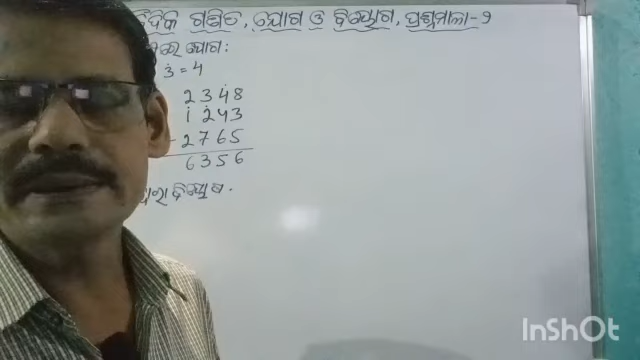 ବୈଦିକ ଗଣିତ, ଯୋଗ ଓ ବିୟୋଗ, ପ୍ରଶ୍ନମାଳା-୨
ଯୋଗ:
3̇ = 4
2 3 4̇ 8
1̇ 2̇ 4 3
2 7 6 5
6 3 5 6
ବିୟୋଗ.
InShOt